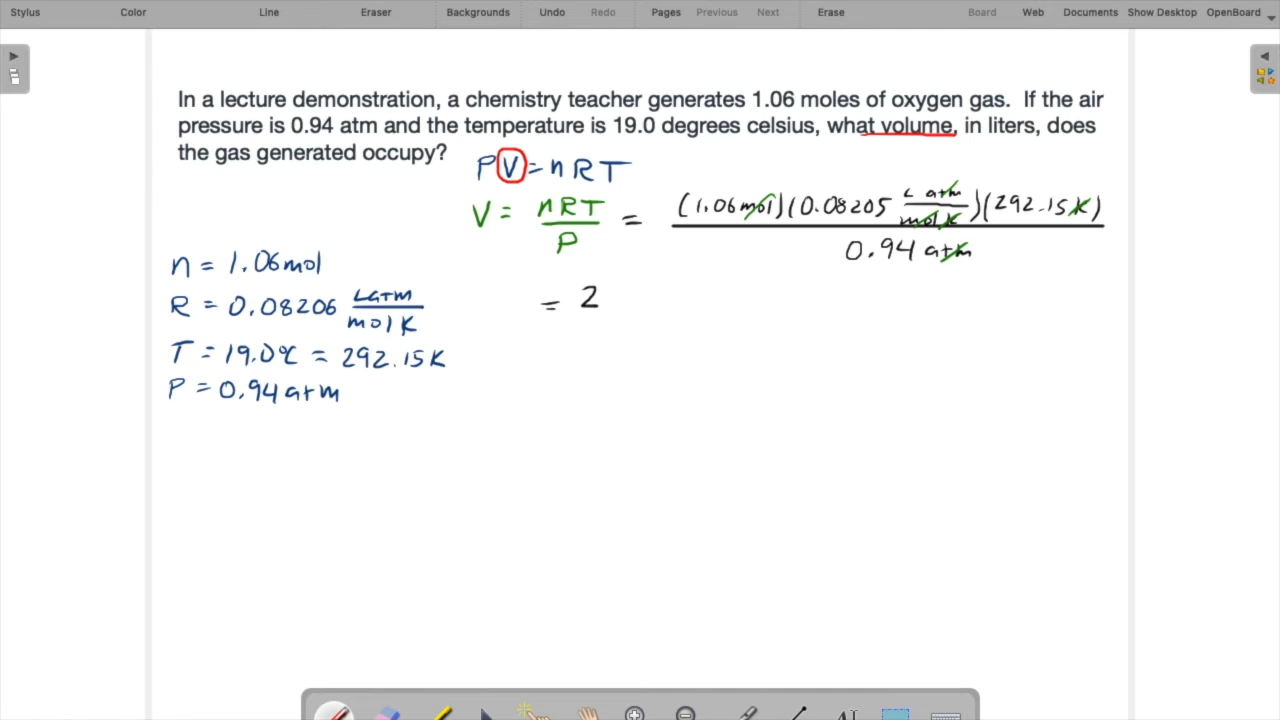 Stylus Color Line Eraser Backgrounds Undo Redo Pages Previous Next Erase Board Web Documents Show Desktop OpenBoard
In a lecture demonstration, a chemistry teacher generates 1.06 moles of oxygen gas. If the air
pressure is 0.94 atm and the temperature is 19.0 degrees celsius, what volume, in liters, does
the gas generated occupy?
PV = nRT
V = nRT / P = (1.06 mol)(0.08205 L atm / mol K)(292.15 K) / 0.94 atm
= 2
n = 1.06 mol
R = 0.08206 L atm / mol K
T = 19.0°C = 292.15 K
P = 0.94 atm